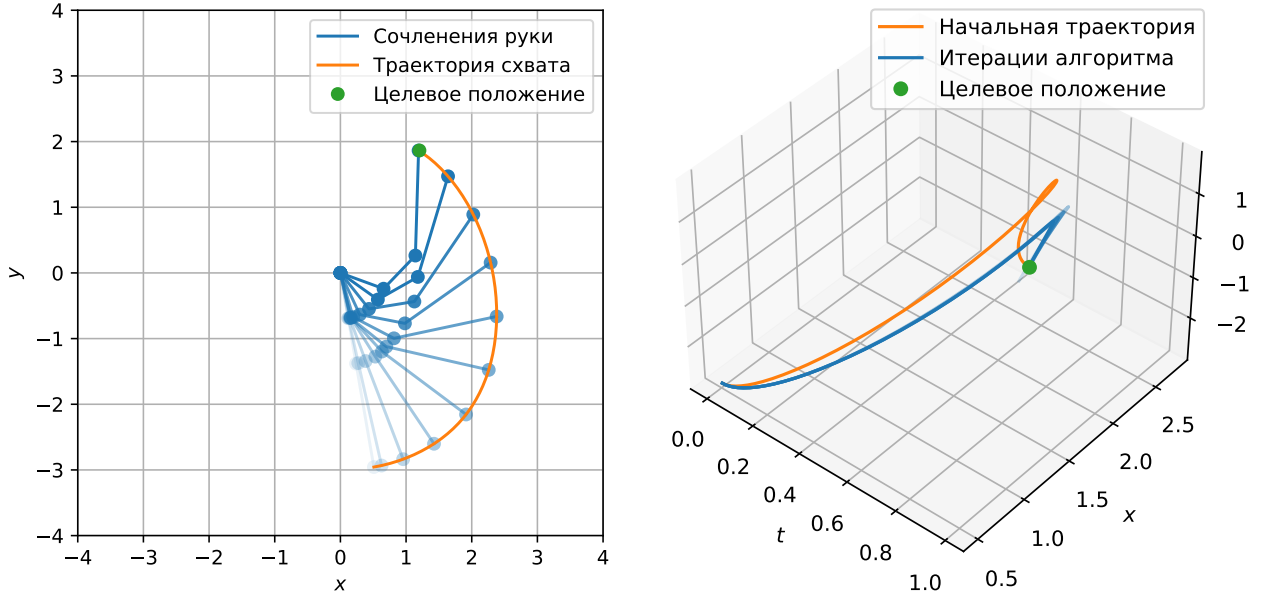 Сочленения руки
Траектория схвата
Целевое положение
4
3
2
1
0
−1
−2
−3
−4
y
−4 −3 −2 −1 0 1 2 3 4
x
Начальная траектория
Итерации алгоритма
Целевое положение
1
0
−1
−2
0.0
0.2
0.4
0.6
0.8
1.0
t
0.5
1.0
1.5
2.0
2.5
x